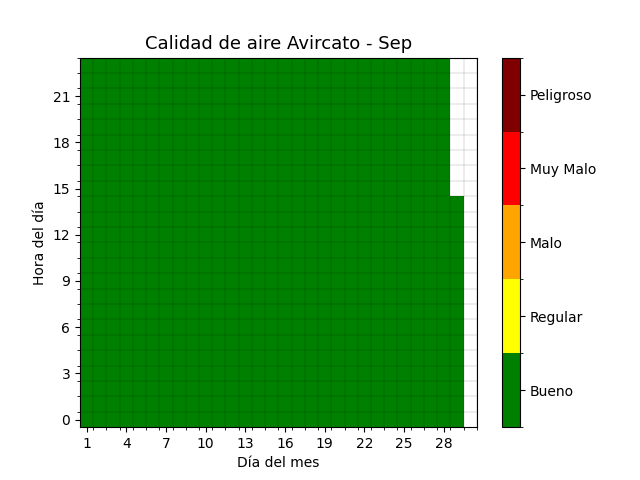 Calidad de aire Avircato - Sep
Hora del día
21
18
15
12
9
6
3
0
1 4 7 10 13 16 19 22 25 28
Día del mes
Peligroso
Muy Malo
Malo
Regular
Bueno